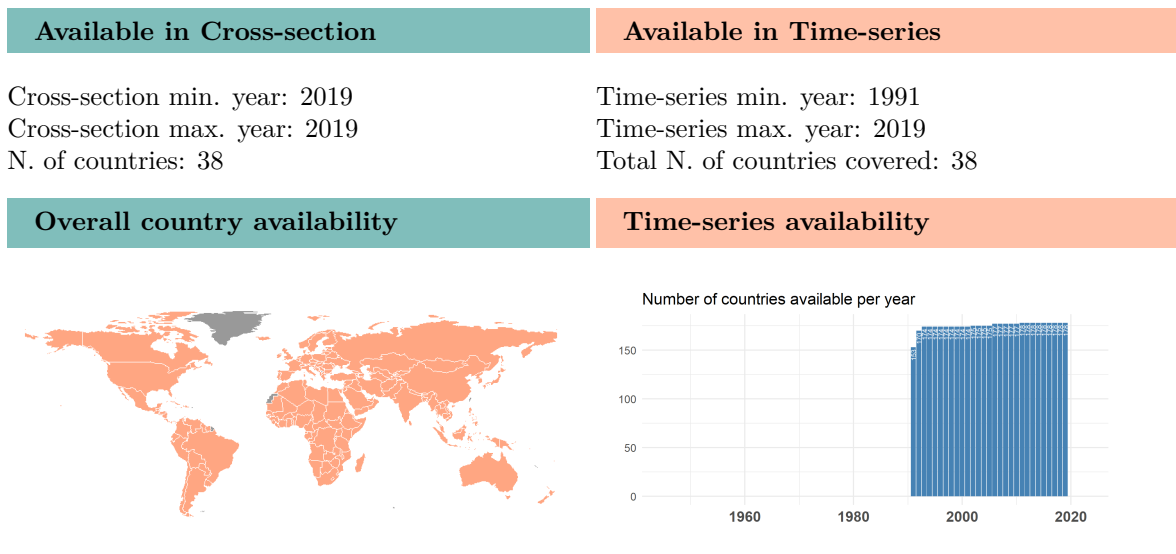 Available in Cross-section
Available in Time-series
Cross-section min. year: 2019
Cross-section max. year: 2019
N. of countries: 38
Time-series min. year: 1991
Time-series max. year: 2019
Total N. of countries covered: 38
Overall country availability
Time-series availability
Number of countries available per year
150
100
50
0
1960
1980
2000
2020